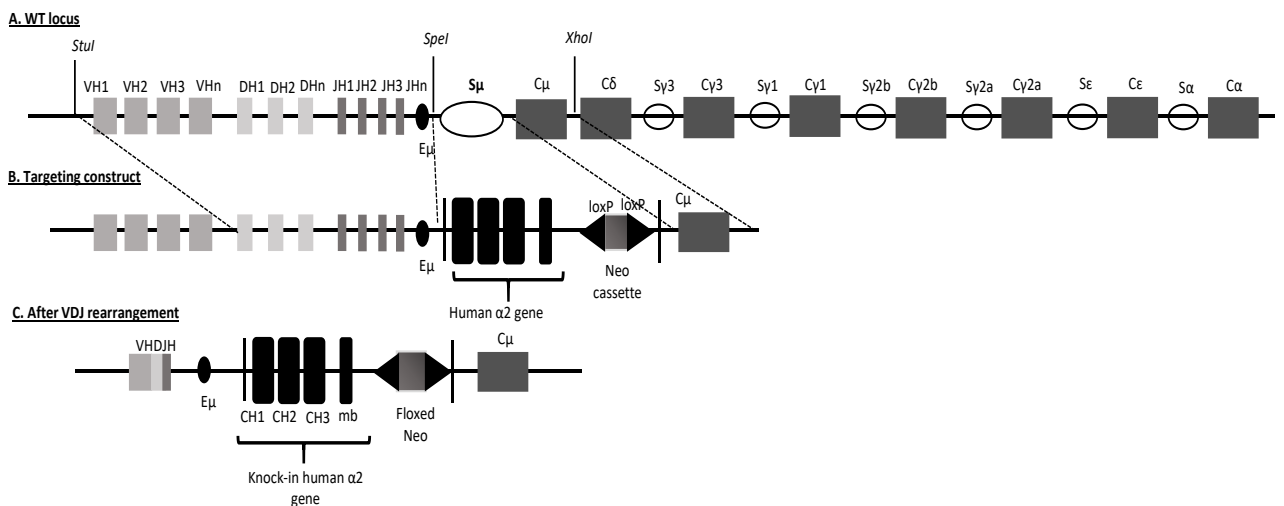 A. WT locus
StuI
SpeI
XhoI
VH1 VH2 VH3 VHn DH1 DH2 DHn JH1 JH2 JH3 JHn Sμ Cμ Cδ Sγ3 Cγ3 Sγ1 Cγ1 Sγ2b Cγ2b Sγ2a Cγ2a Sε Cε Sα Cα
Eμ
B. Targeting construct
loxP loxP Cμ
Eμ
Neo
cassette
Human α2 gene
C. After VDJ rearrangement
VHDJH
Cμ
Eμ
CH1 CH2 CH3 mb
Floxed
Neo
Knock-in human α2
gene